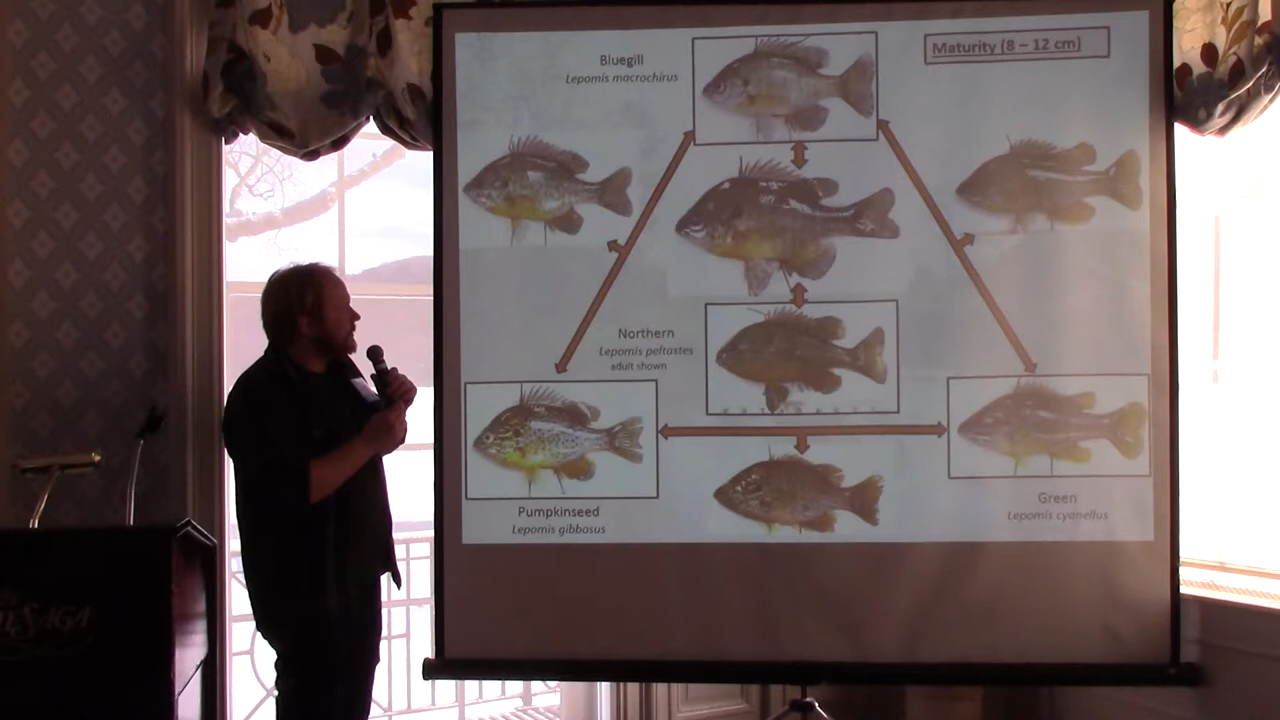 Bluegill
Lepomis macrochirus
Maturity (8 – 12 cm)
Northern
Lepomis peltastes
adult shown
Pumpkinseed
Lepomis gibbosus
Green
Lepomis cyanellus